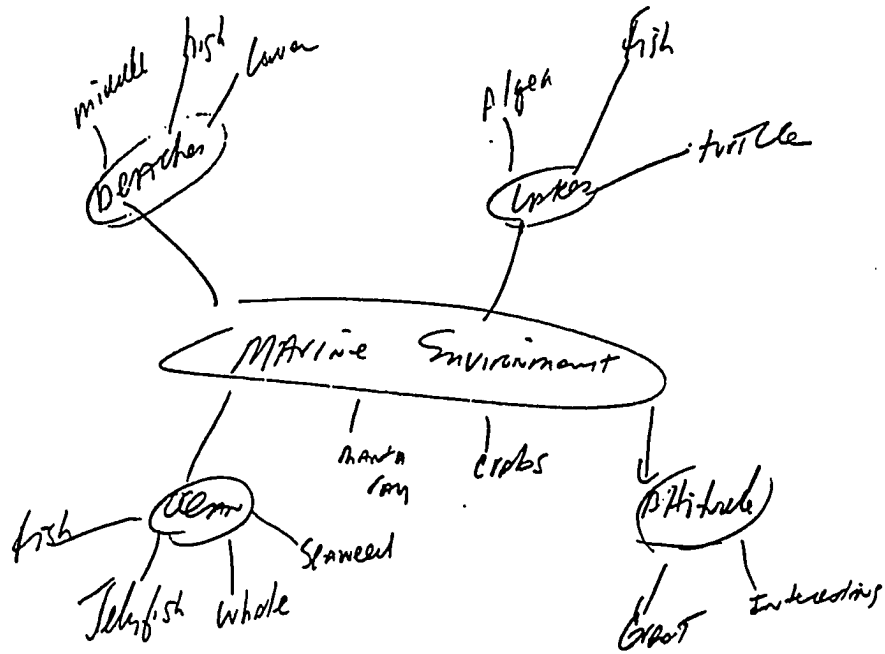 middle
high
lower
Beaches
Algea
fish
turtle
Lakes
Marine Environment
manta
ray
crabs
Ocean
fish
Jellyfish
whale
Seaweed
Attitude
Great
Interesting